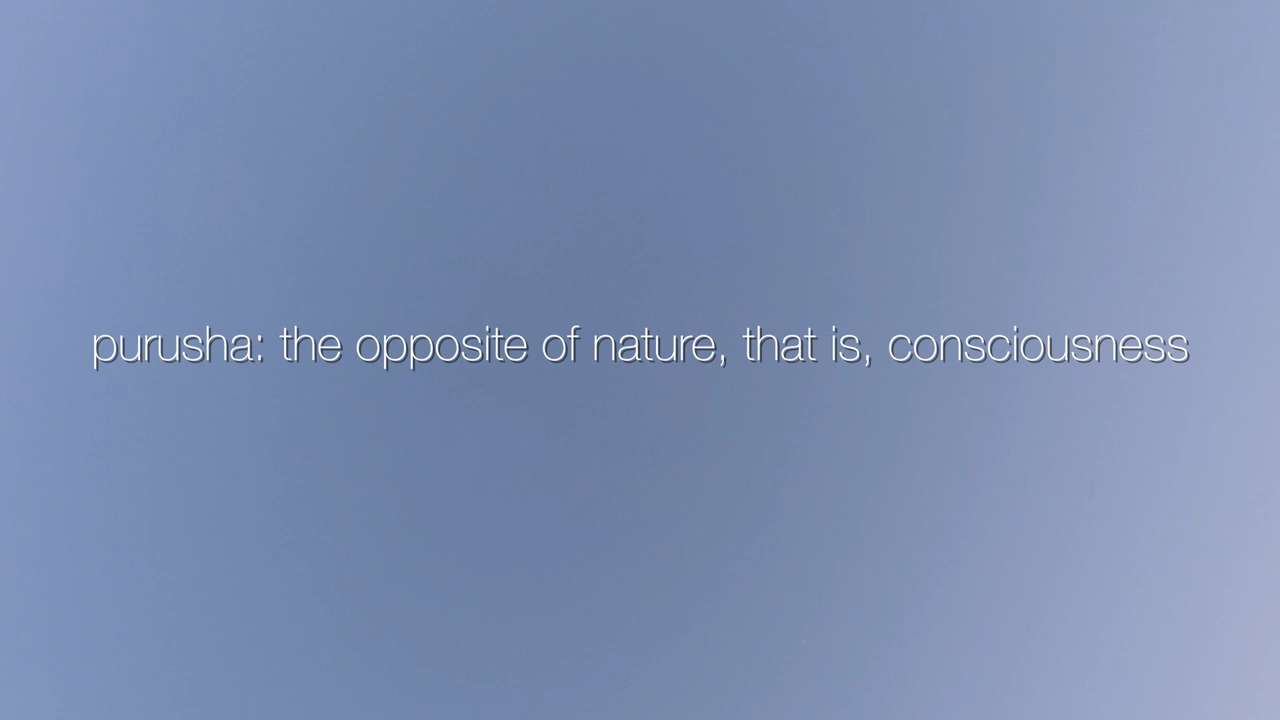 purusha: the opposite of nature, that is, consciousness